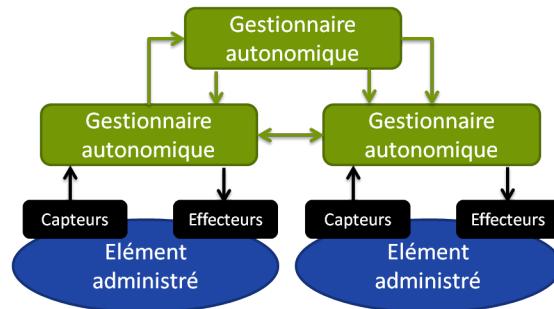 Gestionnaire
autonomique
Gestionnaire
autonomique
Gestionnaire
autonomique
Capteurs
Effecteurs
Capteurs
Effecteurs
Elément
administré
Elément
administré